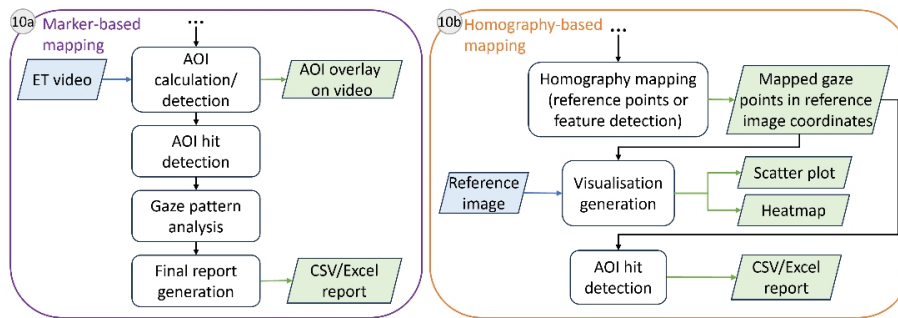 10a
Marker-based
mapping
...
ET video
AOI
calculation/
detection
AOI overlay
on video
AOI hit
detection
Gaze pattern
analysis
Final report
generation
CSV/Excel
report
10b
Homography-based
mapping
...
Homography mapping
(reference points or
feature detection)
Mapped gaze
points in reference
image coordinates
Reference
image
Visualisation
generation
Scatter plot
Heatmap
AOI hit
detection
CSV/Excel
report